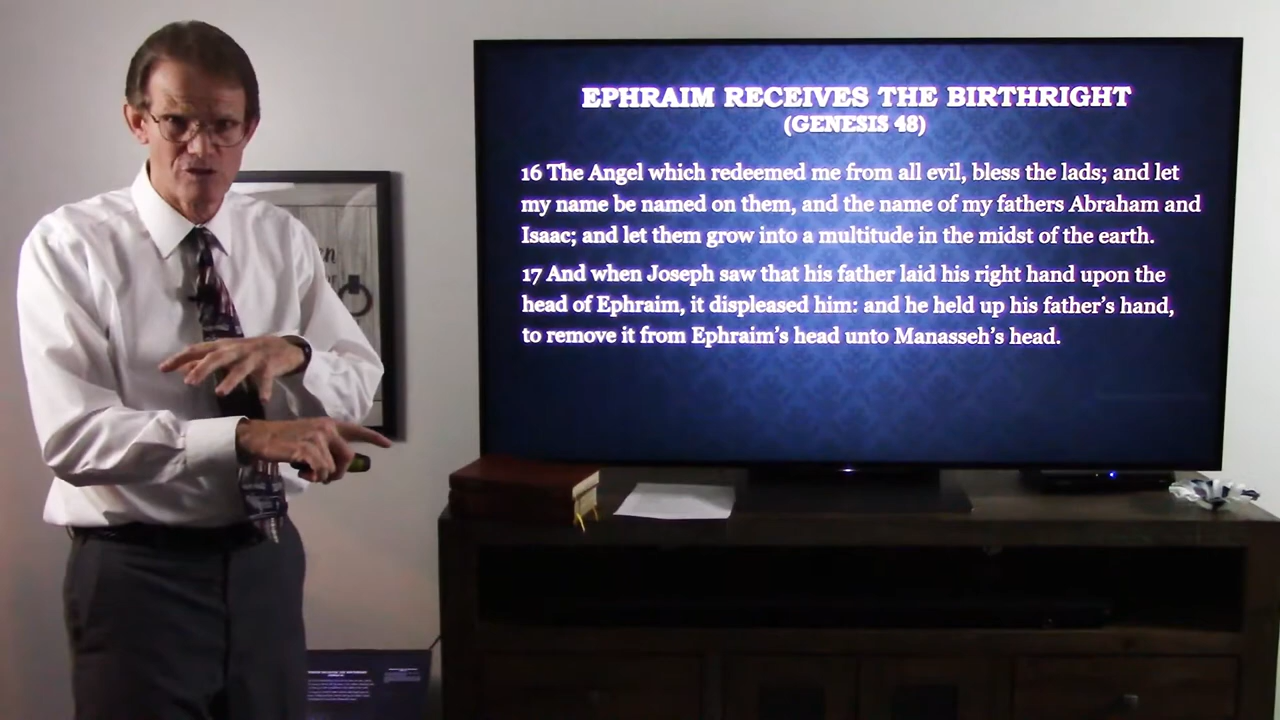 EPHRAIM RECEIVES THE BIRTHRIGHT
(GENESIS 48)
16 The Angel which redeemed me from all evil, bless the lads; and let
my name be named on them, and the name of my fathers Abraham and
Isaac; and let them grow into a multitude in the midst of the earth.
17 And when Joseph saw that his father laid his right hand upon the
head of Ephraim, it displeased him: and he held up his father's hand,
to remove it from Ephraim's head unto Manasseh's head.